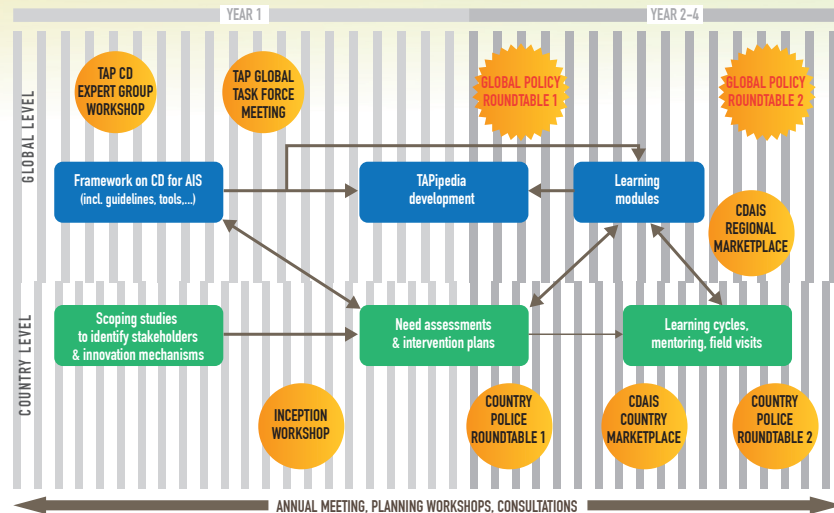 YEAR 1
YEAR 2–4
GLOBAL LEVEL
TAP CD
EXPERT GROUP
WORKSHOP
TAP GLOBAL
TASK FORCE
MEETING
GLOBAL POLICY
ROUNDTABLE 1
GLOBAL POLICY
ROUNDTABLE 2
Framework on CD for AIS
(incl. guidelines, tools,...)
TAPipedia
development
Learning
modules
CDAIS
REGIONAL
MARKETPLACE
COUNTRY LEVEL
Scoping studies
to identify stakeholders
& innovation mechanisms
Need assessments
& intervention plans
Learning cycles,
mentoring, field visits
INCEPTION
WORKSHOP
COUNTRY
POLICE
ROUNDTABLE 1
CDAIS
COUNTRY
MARKETPLACE
COUNTRY
POLICE
ROUNDTABLE 2
ANNUAL MEETING, PLANNING WORKSHOPS, CONSULTATIONS